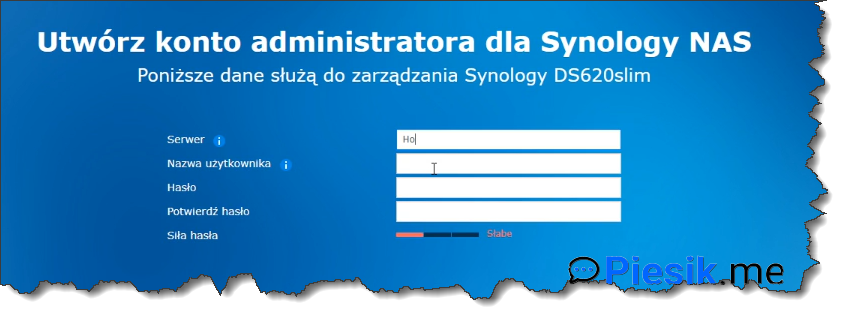 Utwórz konto administratora dla Synology NAS
Poniższe dane służą do zarządzania Synology DS620slim
Serwer i Ho
Nazwa użytkownika i
Hasło
Potwierdź hasło
Siła hasła Słabe
Piesik.me